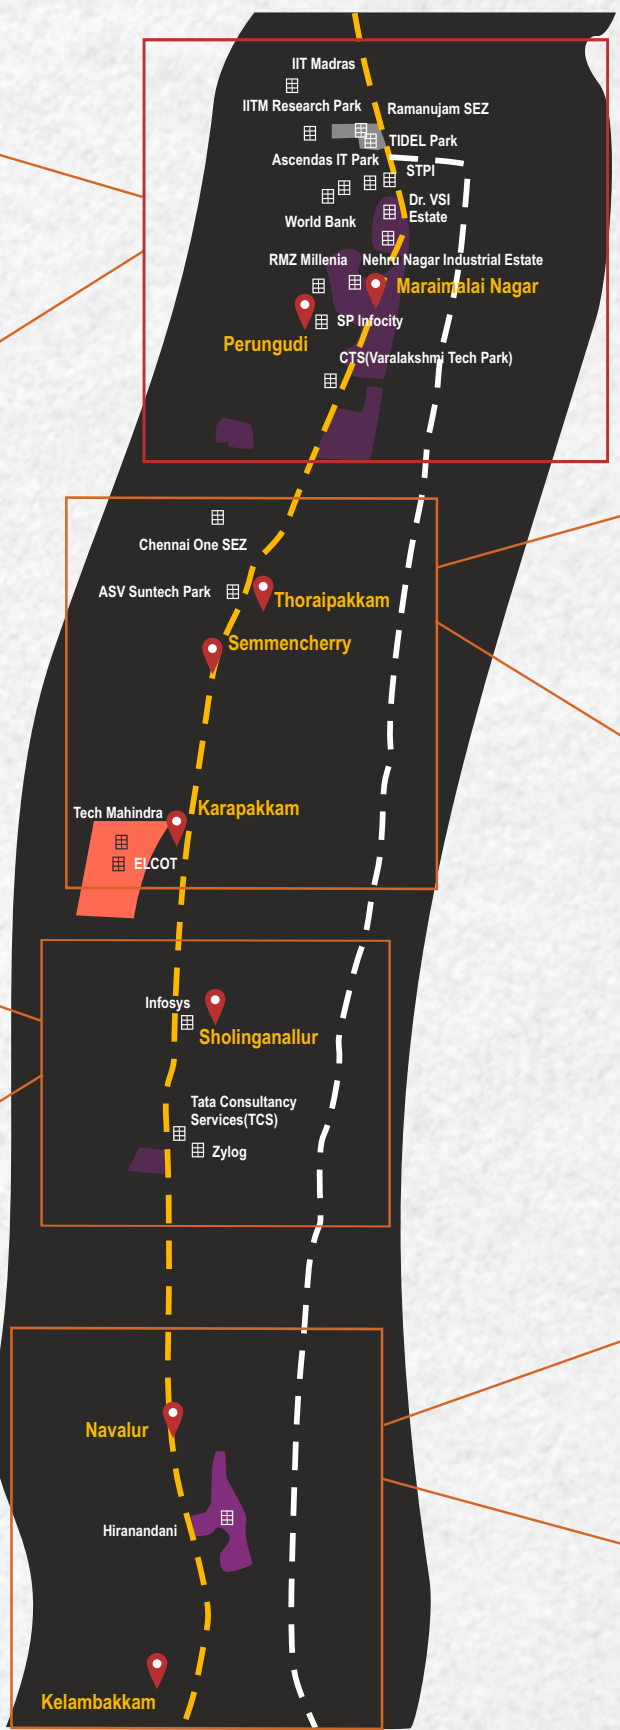 IIT Madras
IITM Research Park
Ramanujam SEZ
TIDEL Park
Ascendas IT Park
STPI
Dr. VSI
Estate
World Bank
RMZ Millenia
Nehru Nagar Industrial Estate
Maraimalai Nagar
SP Infocity
Perungudi
CTS(Varalakshmi Tech Park)
Chennai One SEZ
ASV Suntech Park
Thoraipakkam
Semmencherry
Karapakkam
Tech Mahindra
ELCOT
Infosys
Sholinganallur
Tata Consultancy
Services(TCS)
Zylog
Navalur
Hiranandani
Kelambakkam